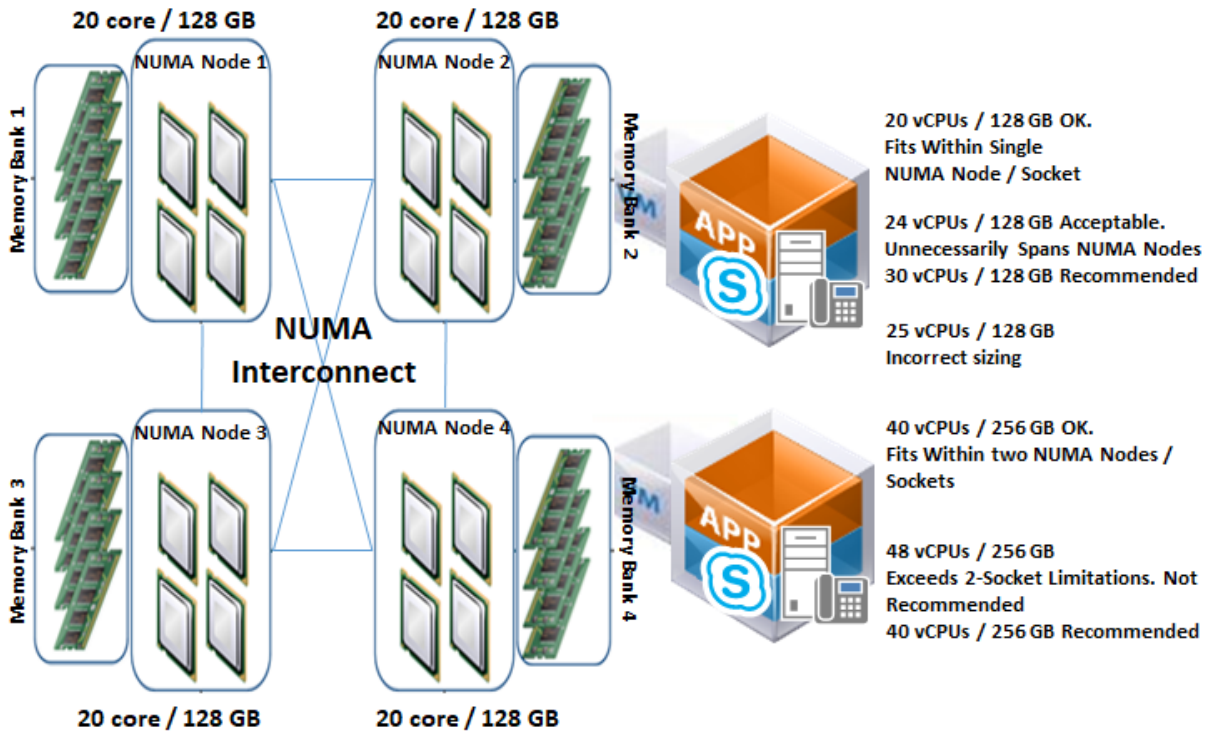 20 core / 128 GB
20 core / 128 GB
NUMA Node 1
NUMA Node 2
Memory Bank 1
Memory Bank 2
VM
APP
S
20 vCPUs / 128 GB OK.
Fits Within Single
NUMA Node / Socket
24 vCPUs / 128 GB Acceptable.
Unnecessarily Spans NUMA Nodes
30 vCPUs / 128 GB Recommended
25 vCPUs / 128 GB
Incorrect sizing
NUMA
Interconnect
NUMA Node 3
NUMA Node 4
Memory Bank 3
Memory Bank 4
VM
APP
S
40 vCPUs / 256 GB OK.
Fits Within two NUMA Nodes /
Sockets
48 vCPUs / 256 GB
Exceeds 2-Socket Limitations. Not
Recommended
40 vCPUs / 256 GB Recommended
20 core / 128 GB
20 core / 128 GB